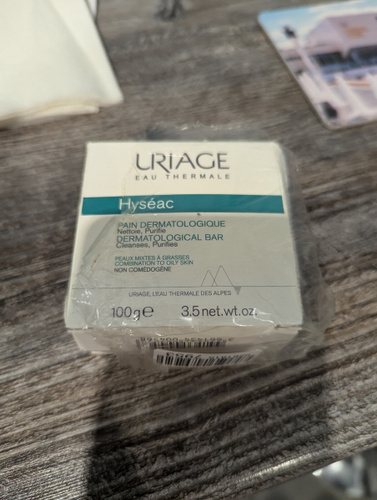 URIAGE
EAU THERMALE
Hyséac
PAIN DERMATOLOGIQUE
Nettoie, Purifie
DERMATOLOGICAL BAR
Cleanses, Purifies
PEAUX MIXTES À GRASSES
COMBINATION TO OILY SKIN
NON COMÉDOGÈNE
URIAGE, L'EAU THERMALE DES ALPES
100g℮ 3.5 net.wt.oz.